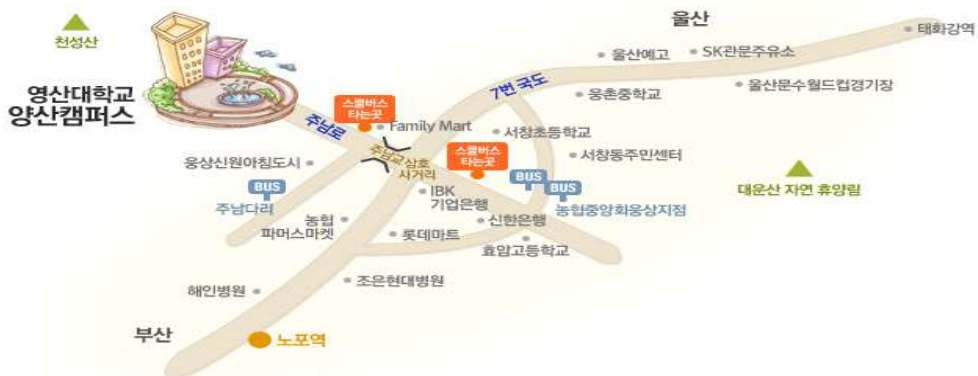 울산
천성산
태화강역
울산예고
SK관문주유소
영산대학교
양산캠퍼스
7번 국도
웅촌중학교
울산문수월드컵경기장
스쿨버스
타는곳
주남로
Family Mart
서창초등학교
주남교
삼호
사거리
스쿨버스
타는곳
서창동주민센터
웅상신원아침도시
대운산 자연 휴양림
BUS
주남다리
IBK
기업은행
BUS
BUS
농협중앙회웅상지점
농협
파머스마켓
롯데마트
신한은행
효암고등학교
조은현대병원
해인병원
부산
노포역